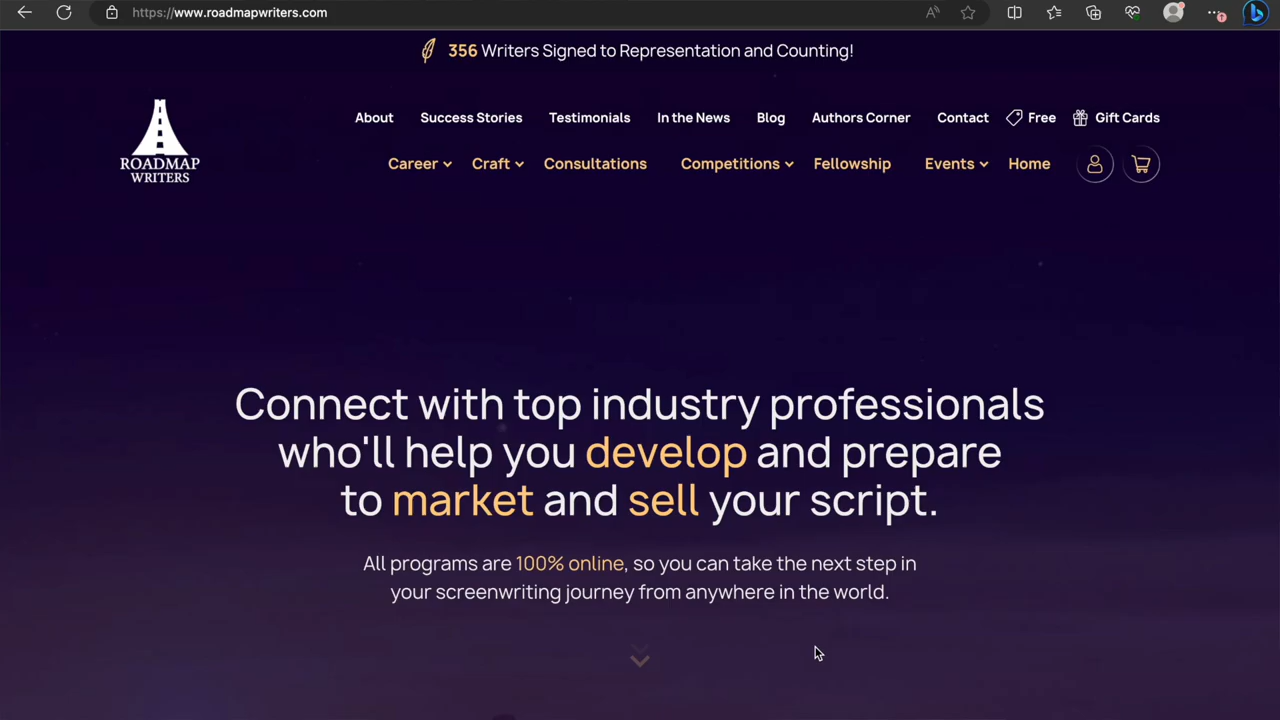 https://www.roadmapwriters.com
356 Writers Signed to Representation and Counting!
About Success Stories Testimonials In the News Blog Authors Corner Contact Free Gift Cards
ROADMAP
WRITERS
Career Craft Consultations Competitions Fellowship Events Home
Connect with top industry professionals
who'll help you develop and prepare
to market and sell your script.
All programs are 100% online, so you can take the next step in
your screenwriting journey from anywhere in the world.